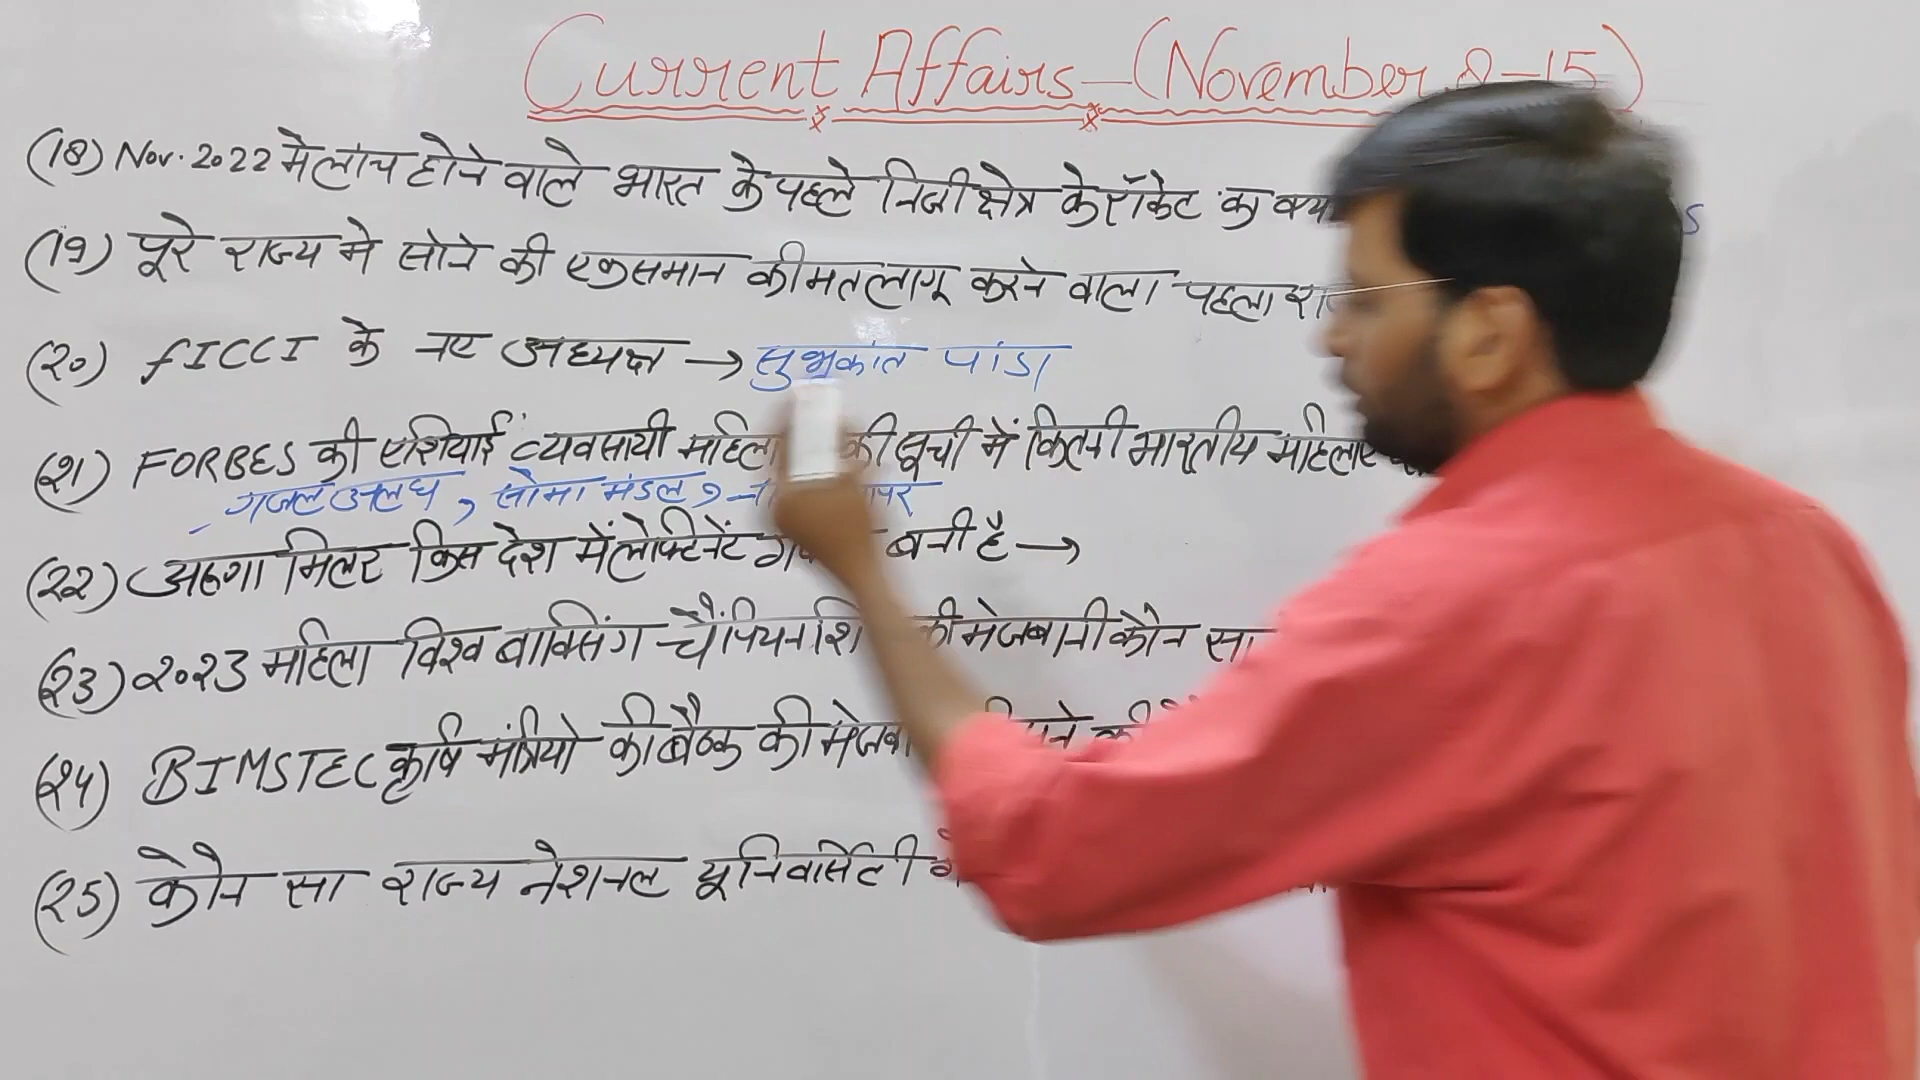 Current Affairs - (November 8-15)
(18) Nov. 2022 मे लांच होने वाले भारत के पहले निजी क्षेत्र के रॉकेट का क्या S
(19) पूरे राज्य मे सोने की एकसमान कीमत लागू करने वाला पहला
(20) fICCI के नए अध्यक्ष → सुभ्रकांत पांडा
(21) FORBES की एशियाई व्यवसायी महिला की सूची में कितनी भारतीय महिलाए
गजल अलघ, सोमा मंडल,
(22) अरुणा मिलर किस देश में लेफ्टिनेंट बनी है →
(23) 2023 महिला विश्व बाक्सिंग चैंपियनशि की मेजबानी कौन सा
(24) BIMSTEC कृषि मंत्रियो की बैठक की
(25) कौन सा राज्य नेशनल यूनिवर्सिटी